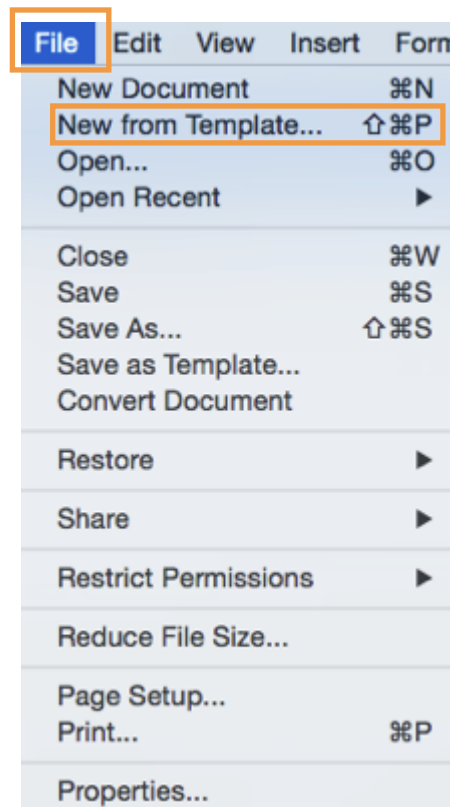 File Edit View Insert Forn
New Document ⌘N
New from Template... ⇧⌘P
Open... ⌘O
Open Recent ▶
Close ⌘W
Save ⌘S
Save As... ⇧⌘S
Save as Template...
Convert Document
Restore ▶
Share ▶
Restrict Permissions ▶
Reduce File Size...
Page Setup...
Print... ⌘P
Properties...